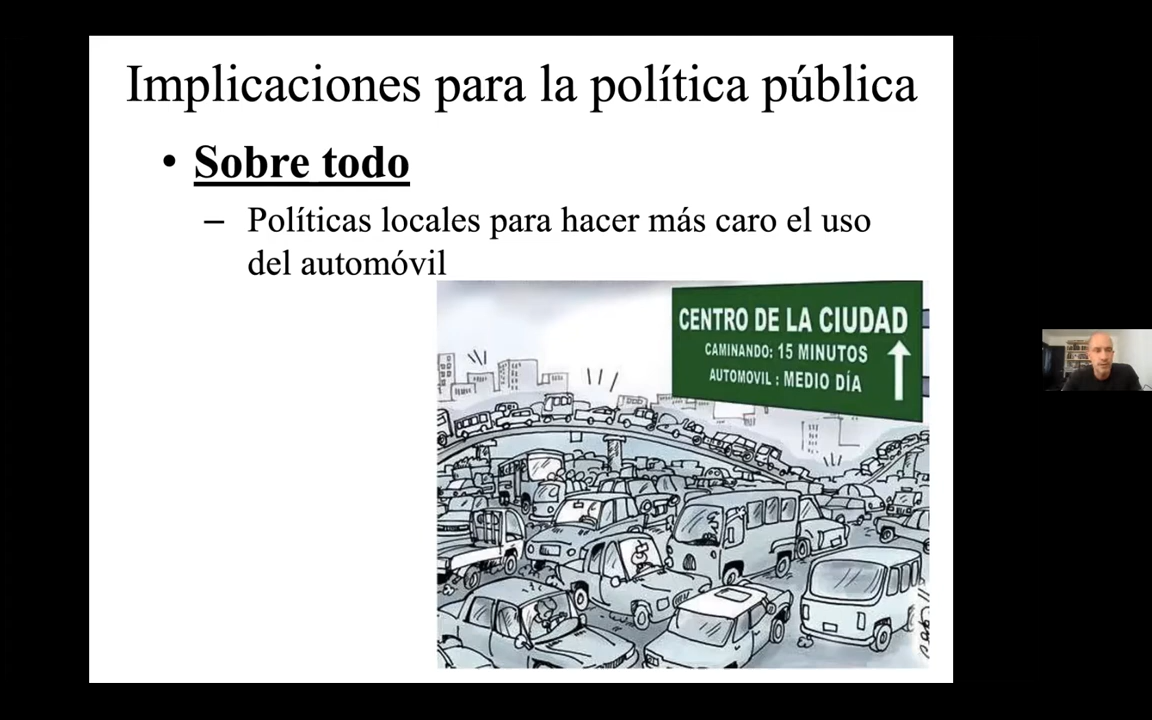 Implicaciones para la política pública
• Sobre todo
– Políticas locales para hacer más caro el uso
del automóvil
CENTRO DE LA CIUDAD
CAMINANDO: 15 MINUTOS
AUTOMOVIL : MEDIO DÍA